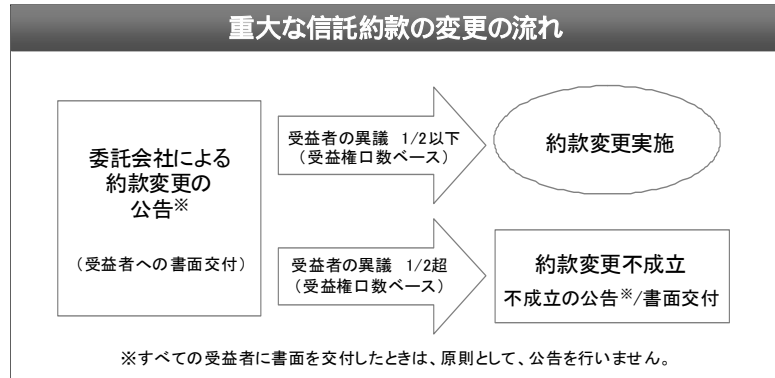 重大な信託約款の変更の流れ
委託会社による
約款変更の
公告※
（受益者への書面交付）
受益者の異議　1/2以下
（受益権口数ベース）
約款変更実施
受益者の異議　1/2超
（受益権口数ベース）
約款変更不成立
不成立の公告※/書面交付
※すべての受益者に書面を交付したときは、原則として、公告を行いません。